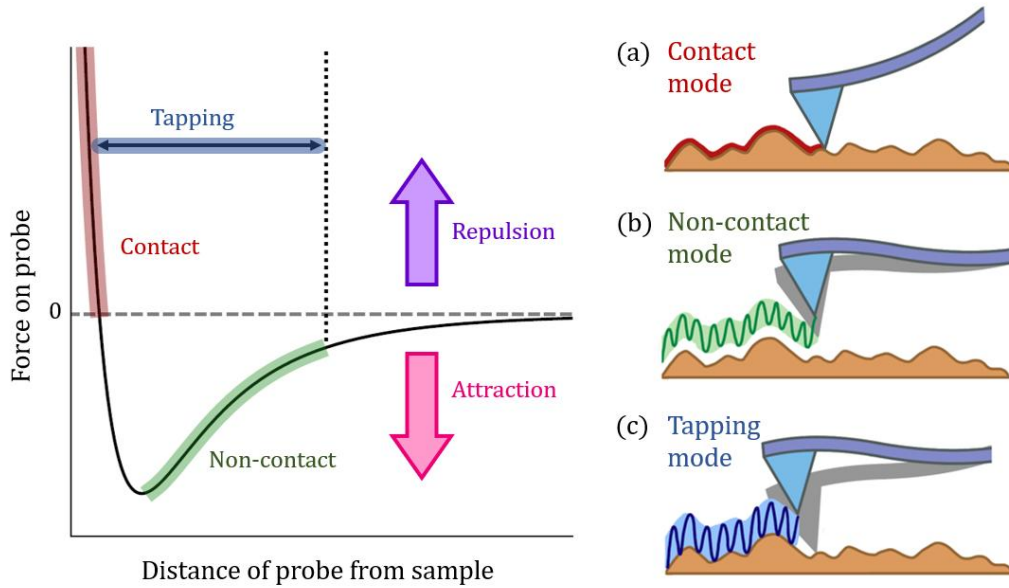 Tapping
Contact
Repulsion
0
Attraction
Non-contact
Force on probe
Distance of probe from sample
(a) Contact
mode
(b) Non-contact
mode
(c) Tapping
mode